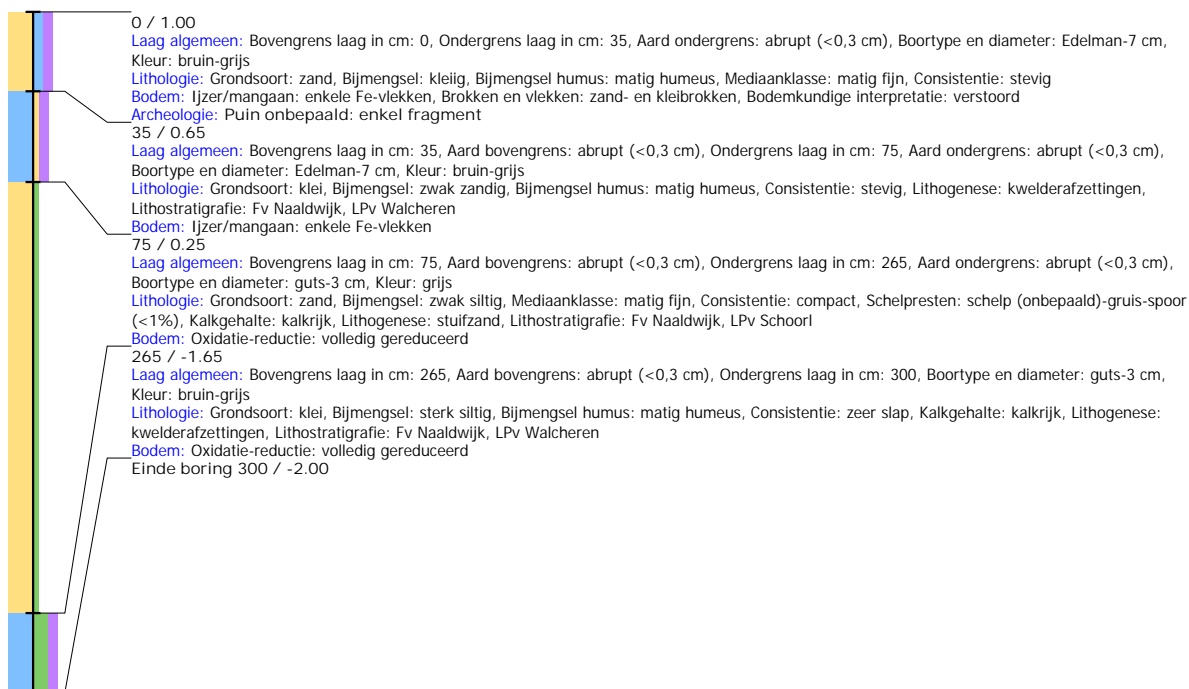 0 / 1.00
Laag algemeen: Bovengrens laag in cm: 0, Ondergrens laag in cm: 35, Aard ondergrens: abrupt (<0,3 cm), Boortype en diameter: Edelman-7 cm,
Kleur: bruin-grijs
Lithologie: Grondsoort: zand, Bijmengsel: kleiig, Bijmengsel humus: matig humeus, Mediaanklasse: matig fijn, Consistentie: stevig
Bodem: Ijzer/mangaan: enkele Fe-vlekken, Brokken en vlekken: zand- en kleibrokken, Bodemkundige interpretatie: verstoord
Archeologie: Puin onbepaald: enkel fragment
35 / 0.65
Laag algemeen: Bovengrens laag in cm: 35, Aard bovengrens: abrupt (<0,3 cm), Ondergrens laag in cm: 75, Aard ondergrens: abrupt (<0,3 cm),
Boortype en diameter: Edelman-7 cm, Kleur: bruin-grijs
Lithologie: Grondsoort: klei, Bijmengsel: zwak zandig, Bijmengsel humus: matig humeus, Consistentie: stevig, Lithogenese: kwelderafzettingen,
Lithostratigrafie: Fv Naaldwijk, LPv Walcheren
Bodem: Ijzer/mangaan: enkele Fe-vlekken
75 / 0.25
Laag algemeen: Bovengrens laag in cm: 75, Aard bovengrens: abrupt (<0,3 cm), Ondergrens laag in cm: 265, Aard ondergrens: abrupt (<0,3 cm),
Boortype en diameter: guts-3 cm, Kleur: grijs
Lithologie: Grondsoort: zand, Bijmengsel: zwak siltig, Mediaanklasse: matig fijn, Consistentie: compact, Schelpresten: schelp (onbepaald)-gruis-spoor
(<1%), Kalkgehalte: kalkrijk, Lithogenese: stuifzand, Lithostratigrafie: Fv Naaldwijk, LPv Schoorl
Bodem: Oxidatie-reductie: volledig gereduceerd
265 / -1.65
Laag algemeen: Bovengrens laag in cm: 265, Aard bovengrens: abrupt (<0,3 cm), Ondergrens laag in cm: 300, Boortype en diameter: guts-3 cm,
Kleur: bruin-grijs
Lithologie: Grondsoort: klei, Bijmengsel: sterk siltig, Bijmengsel humus: matig humeus, Consistentie: zeer slap, Kalkgehalte: kalkrijk, Lithogenese:
kwelderafzettingen, Lithostratigrafie: Fv Naaldwijk, LPv Walcheren
Bodem: Oxidatie-reductie: volledig gereduceerd
Einde boring 300 / -2.00